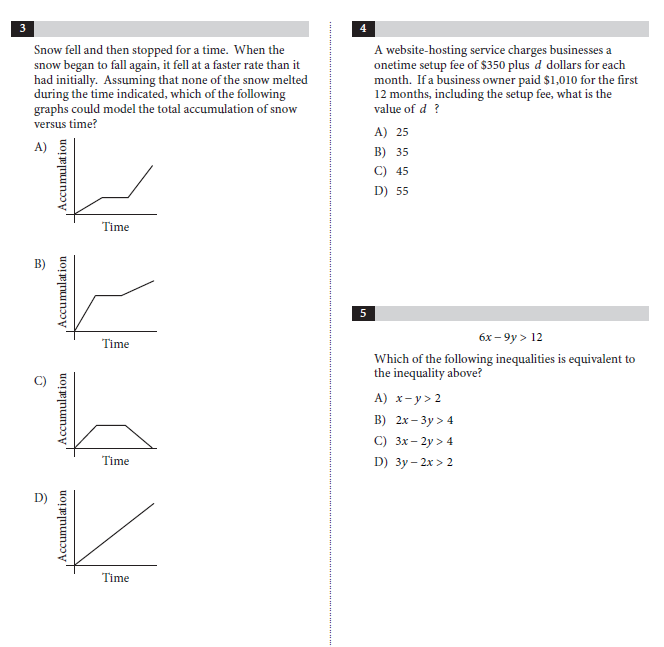 3
Snow fell and then stopped for a time. When the
snow began to fall again, it fell at a faster rate than it
had initially. Assuming that none of the snow melted
during the time indicated, which of the following
graphs could model the total accumulation of snow
versus time?
A)
Accumulation
Time
B)
Accumulation
Time
C)
Accumulation
Time
D)
Accumulation
Time
4
A website-hosting service charges businesses a
onetime setup fee of $350 plus d dollars for each
month. If a business owner paid $1,010 for the first
12 months, including the setup fee, what is the
value of d ?
A) 25
B) 35
C) 45
D) 55
5
6x – 9y > 12
Which of the following inequalities is equivalent to
the inequality above?
A) x – y > 2
B) 2x – 3y > 4
C) 3x – 2y > 4
D) 3y – 2x > 2